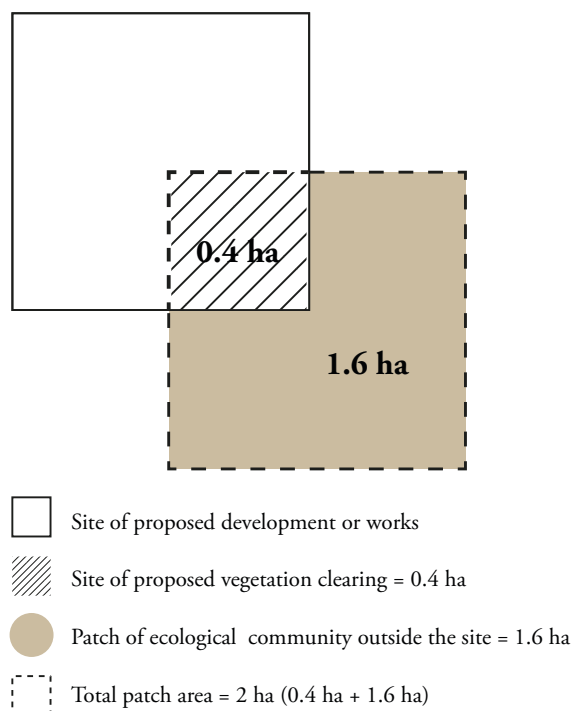 0.4 ha
1.6 ha
Site of proposed development or works
Site of proposed vegetation clearing = 0.4 ha
Patch of ecological community outside the site = 1.6 ha
Total patch area = 2 ha (0.4 ha + 1.6 ha)